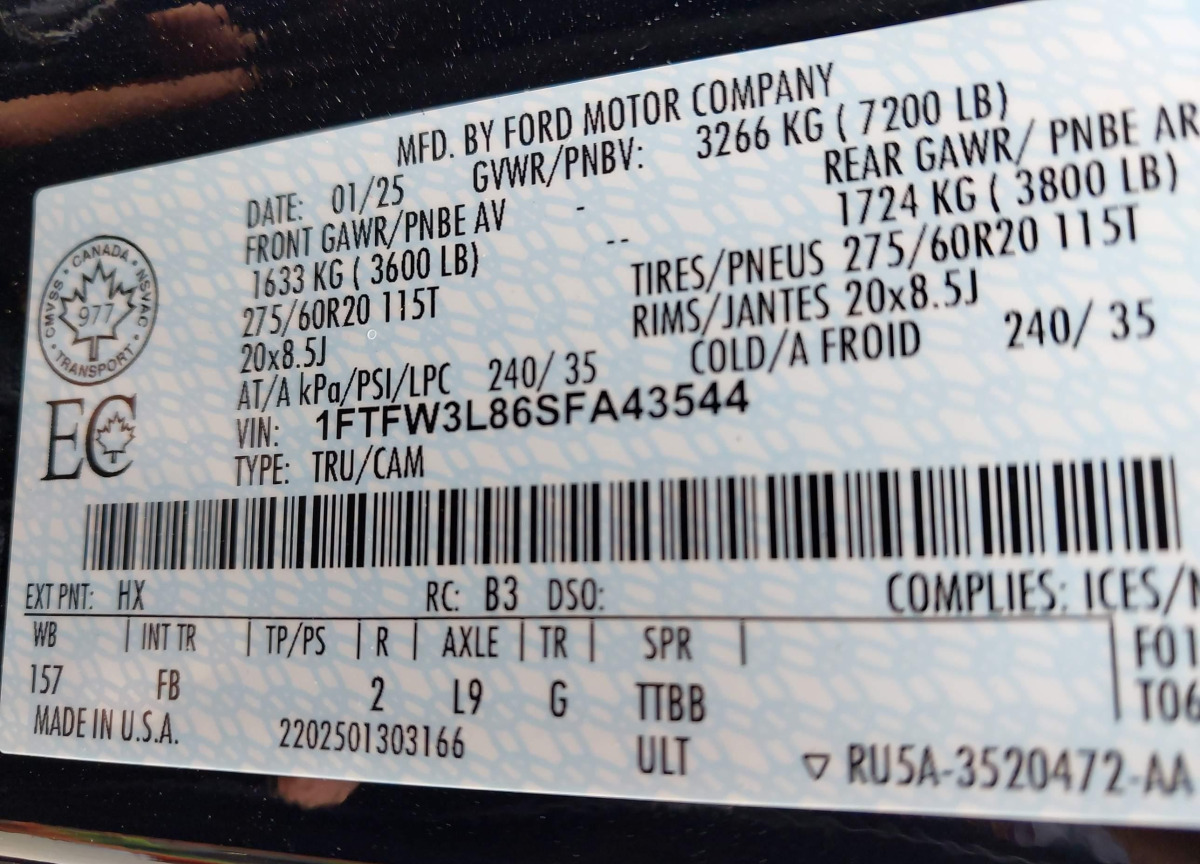 MFD. BY FORD MOTOR COMPANY
DATE: 01/25 GVWR/PNBV: 3266 KG ( 7200 LB)
FRONT GAWR/PNBE AV - REAR GAWR/ PNBE AR
1633 KG ( 3600 LB) -- 1724 KG ( 3800 LB)
275/60R20 115T TIRES/PNEUS 275/60R20 115T
20x8.5J RIMS/JANTES 20x8.5J
AT/A kPa/PSI/LPC 240/ 35 COLD/A FROID 240/ 35
VIN: 1FTFW3L86SFA43544
TYPE: TRU/CAM
CANADA
CMVSS 977 NSVAC
TRANSPORT
EC
EXT PNT: HX RC: B3 DSO: COMPLIES: ICES/
WB | INT TR | TP/PS | R | AXLE | TR | SPR | F01
157 FB 2 L9 G TTBB T06
MADE IN U.S.A. 2202501303166 ULT ▽ RU5A-3520472-AA